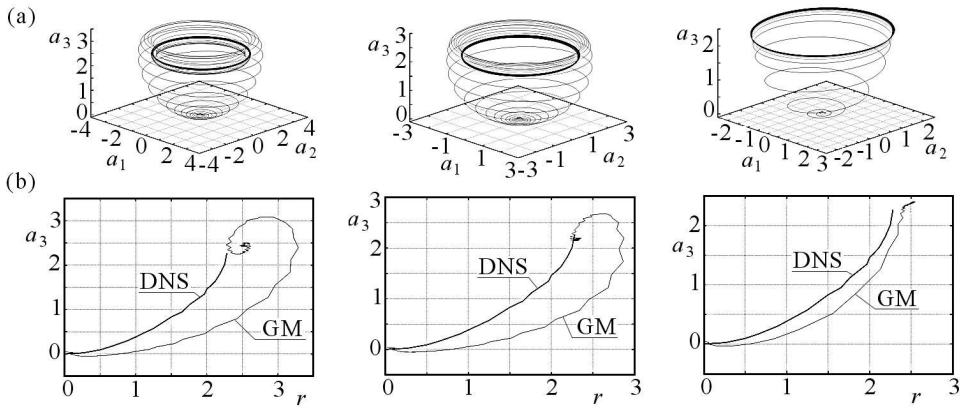 (a)
a3 3 2 1 0
-4 -2 0 2 4 -4 -2 0 2 4
a1 a2
a3 3 2 1 0
-3 -1 1 3 -3 -1 1 3
a1 a2
a3 3 2 1 0
-2 -1 0 1 2 3 -2 -1 0 1 2
a1 a2
(b)
a3 3 2 1 0
DNS
GM
0 1 2 3 r
a3 3 2 1 0
DNS
GM
0 1 2 3 r
a3 2 1 0
DNS
GM
0 1 2 3 r